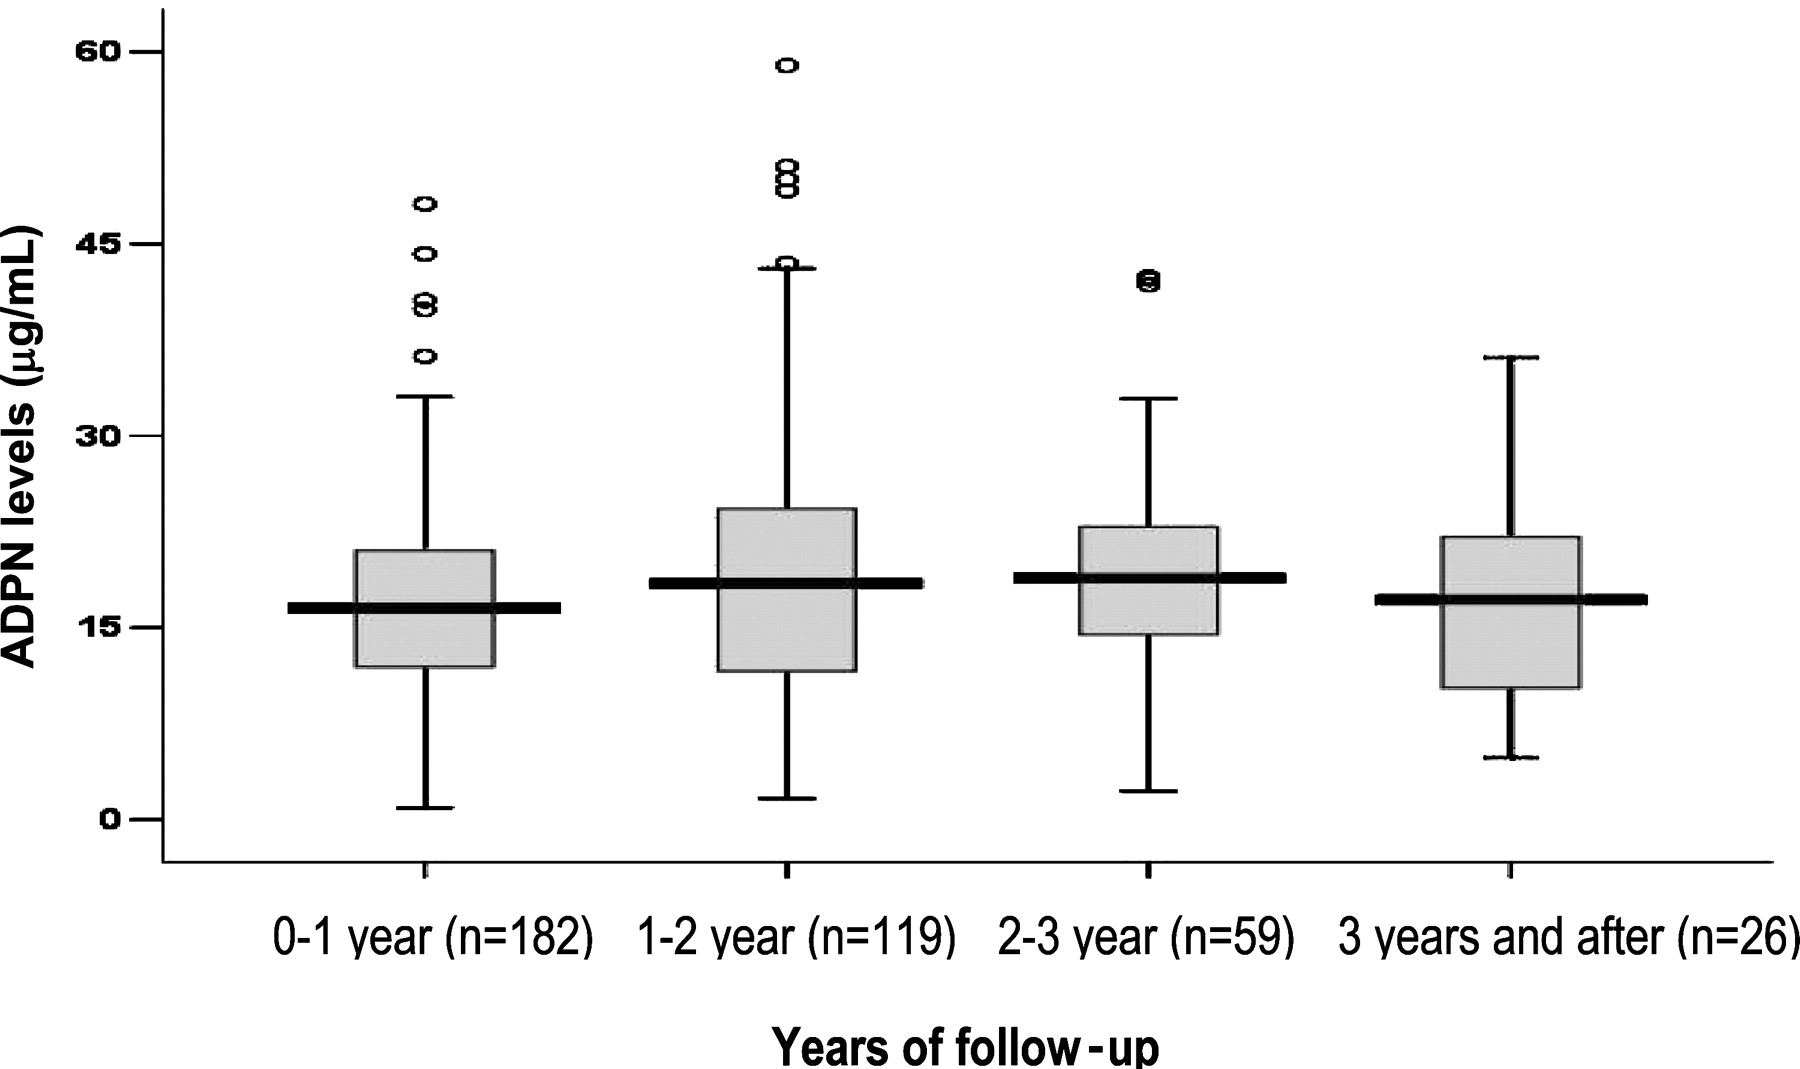 60
45
30
15
0
ADPN levels (µg/mL)
0-1 year (n=182)
1-2 year (n=119)
2-3 year (n=59)
3 years and after (n=26)
Years of follow-up